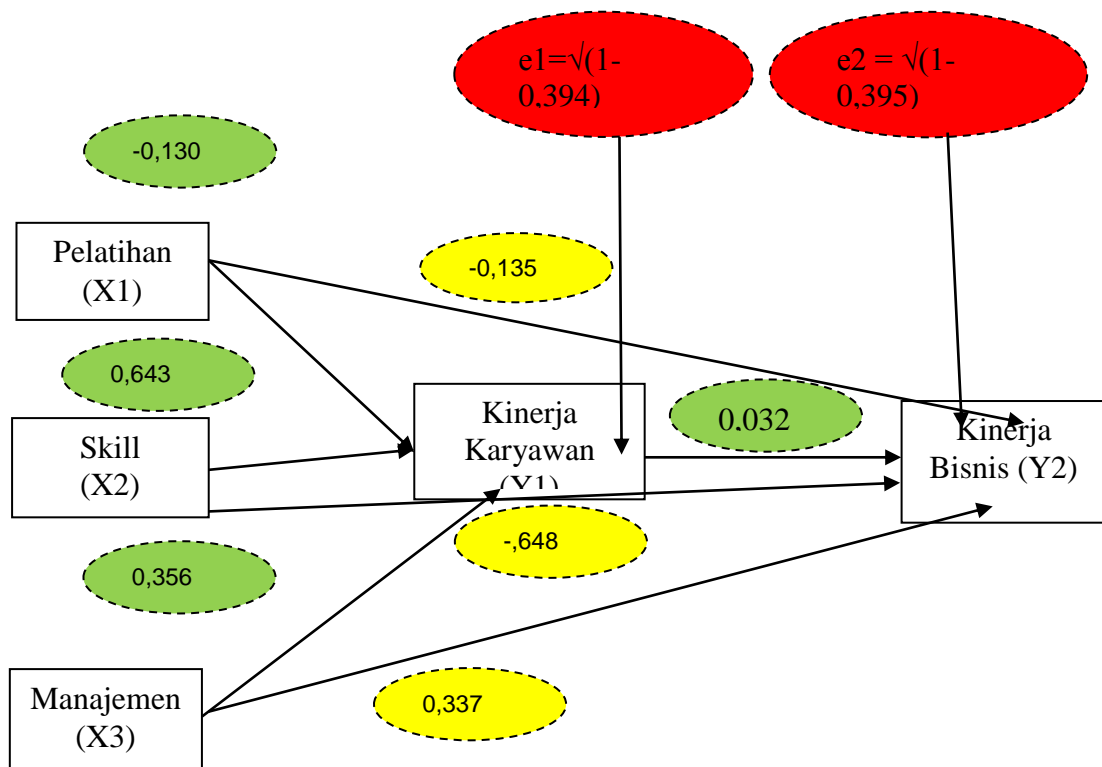 e1=√(1-
0,394)
e2 = √(1-
0,395)
-0,130
Pelatihan
(X1)
-0,135
0,643
Kinerja
Karyawan
(Y1)
0,032
Kinerja
Bisnis (Y2)
Skill
(X2)
-,648
0,356
Manajemen
(X3)
0,337